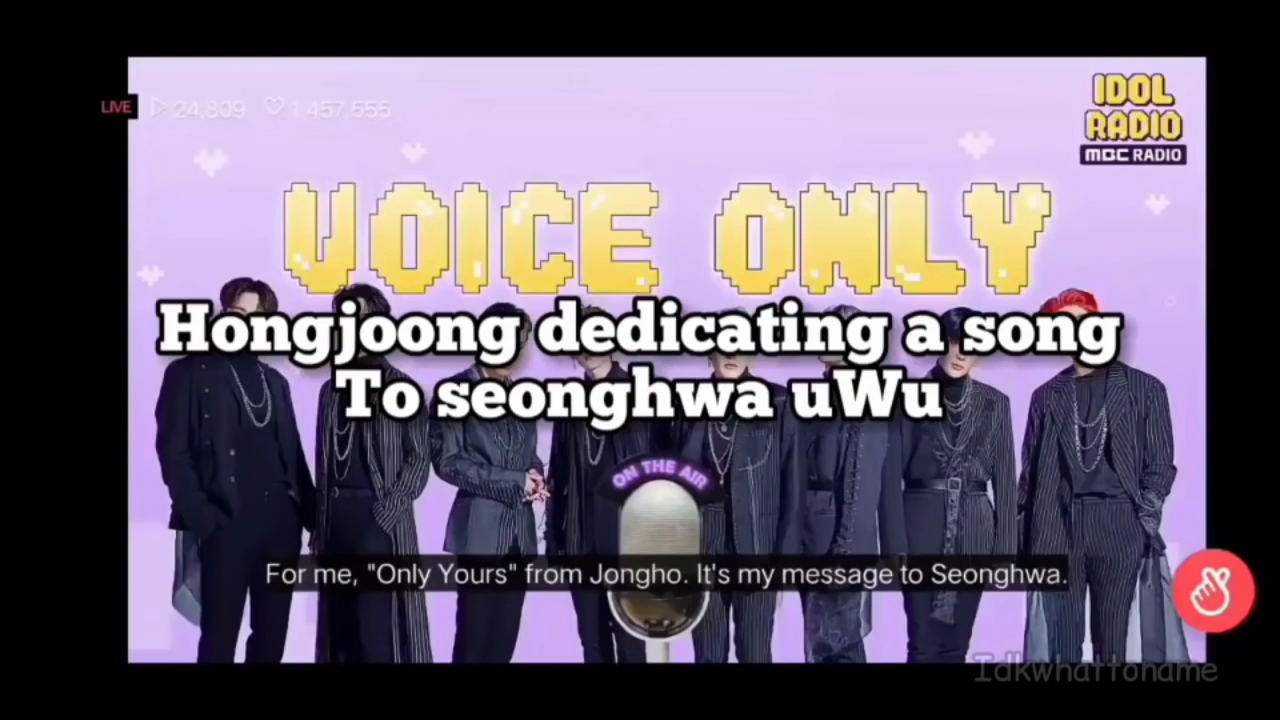 LIVE 24,809 1,457,555
IDOL
RADIO
MBC RADIO
VOICE ONLY
Hongjoong dedicating a song
To seonghwa uWu
ON THE AIR
For me, "Only Yours" from Jongho. It's my message to Seonghwa.
Idkwhattoname